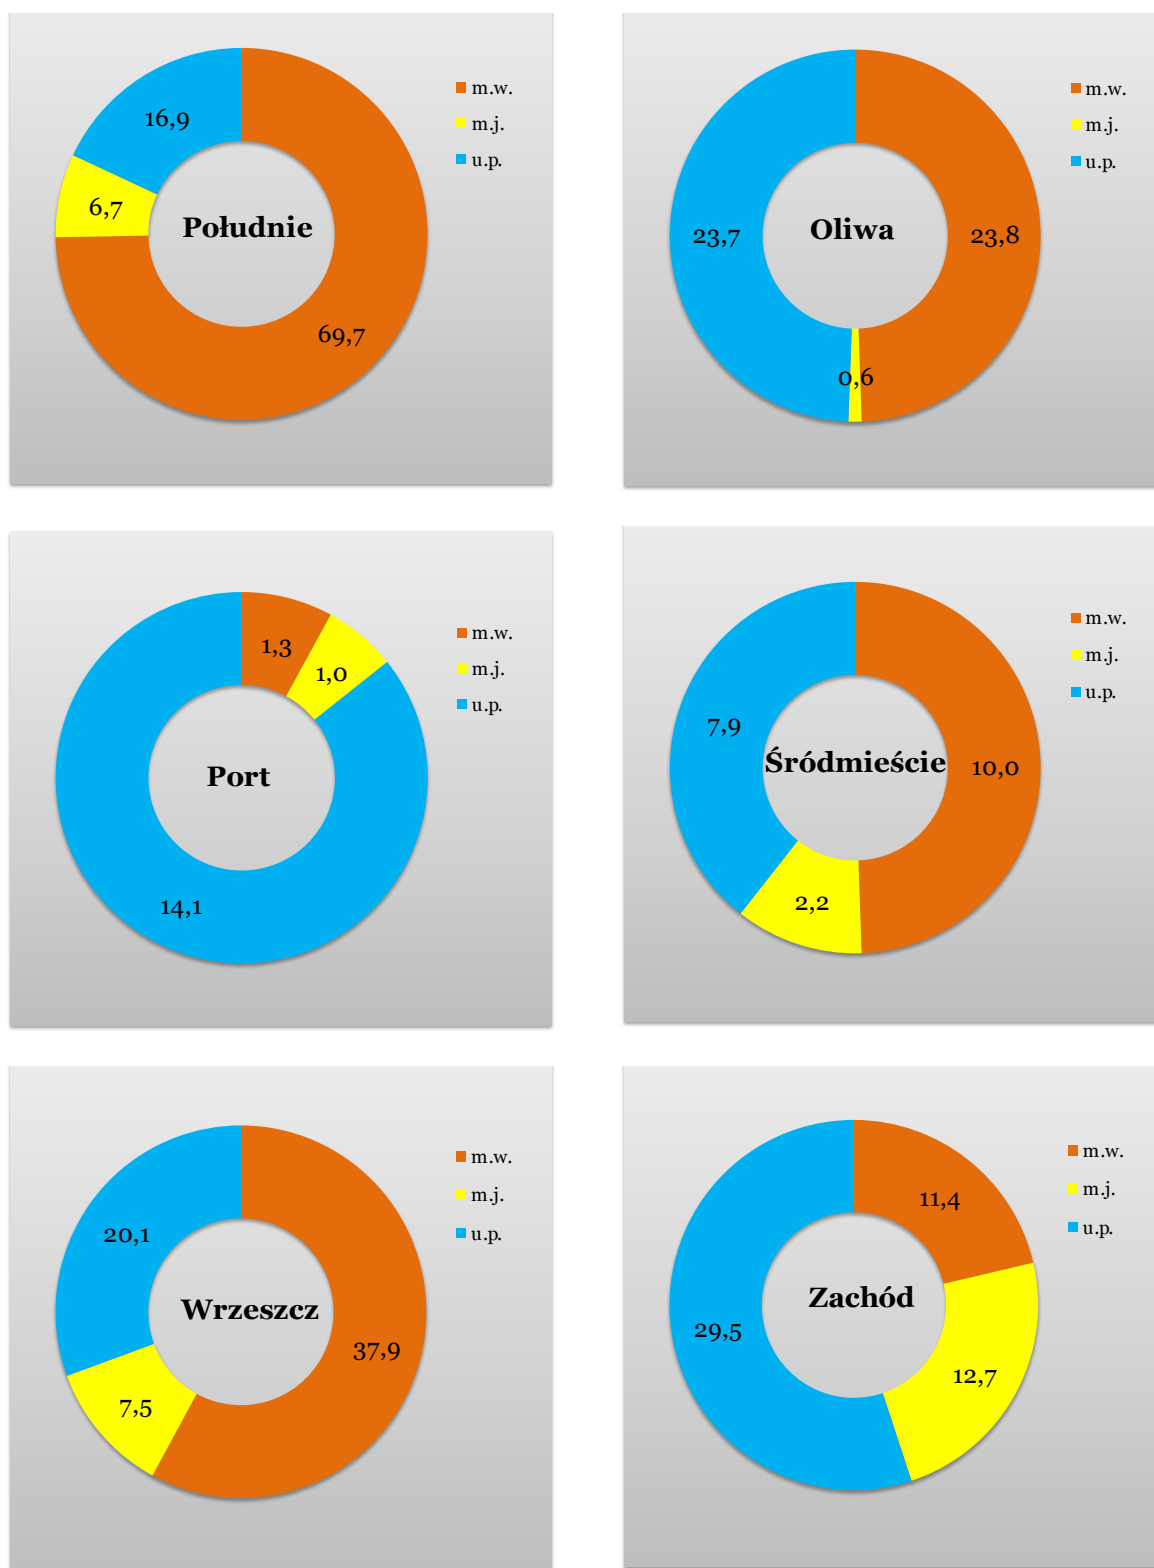 m.w.
m.j.
u.p.
16,9
6,7
69,7
Południe
m.w.
m.j.
u.p.
23,7
23,8
0,6
Oliwa
m.w.
m.j.
u.p.
1,3
1,0
14,1
Port
m.w.
m.j.
u.p.
7,9
10,0
2,2
Śródmieście
m.w.
m.j.
u.p.
20,1
37,9
7,5
Wrzeszcz
m.w.
m.j.
u.p.
11,4
29,5
12,7
Zachód